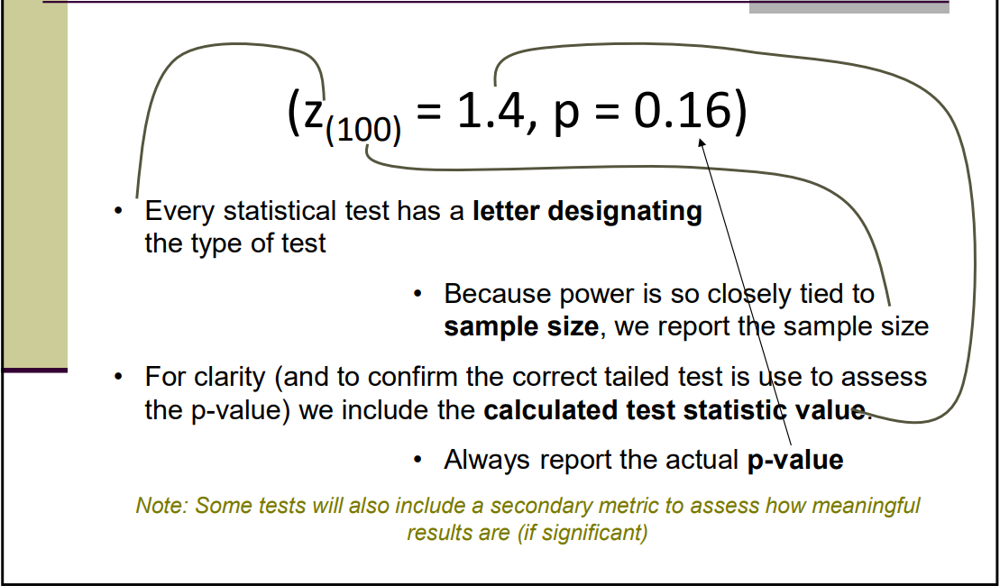 (z(100) = 1.4, p = 0.16)
• Every statistical test has a letter designating
the type of test
• Because power is so closely tied to
sample size, we report the sample size
• For clarity (and to confirm the correct tailed test is use to assess
the p-value) we include the calculated test statistic value.
• Always report the actual p-value
Note: Some tests will also include a secondary metric to assess how meaningful
results are (if significant)